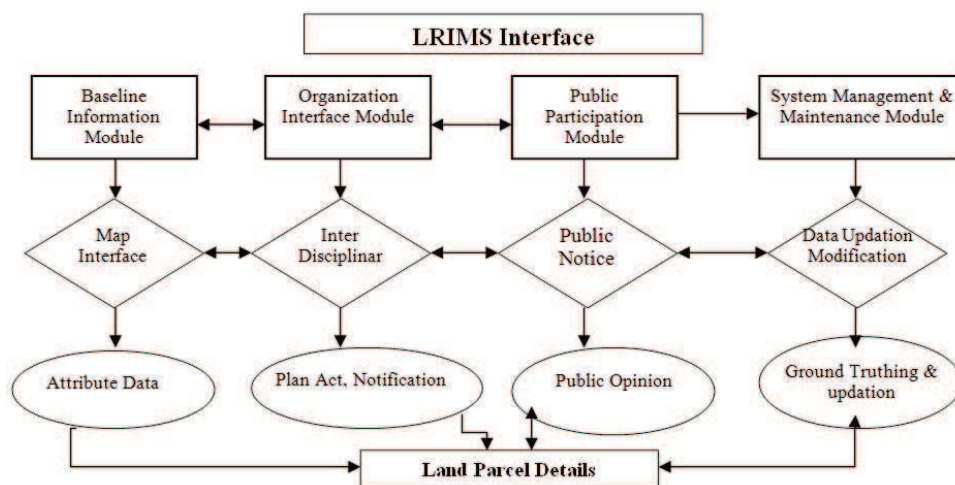 LRIMS Interface
Baseline
Information
Module
Organization
Interface Module
Public
Participation
Module
System Management &
Maintenance Module
Map
Interface
Inter
Disciplinar
Public
Notice
Data Updation
Modification
Attribute Data
Plan Act, Notification
Public Opinion
Ground Truthing &
updation
Land Parcel Details